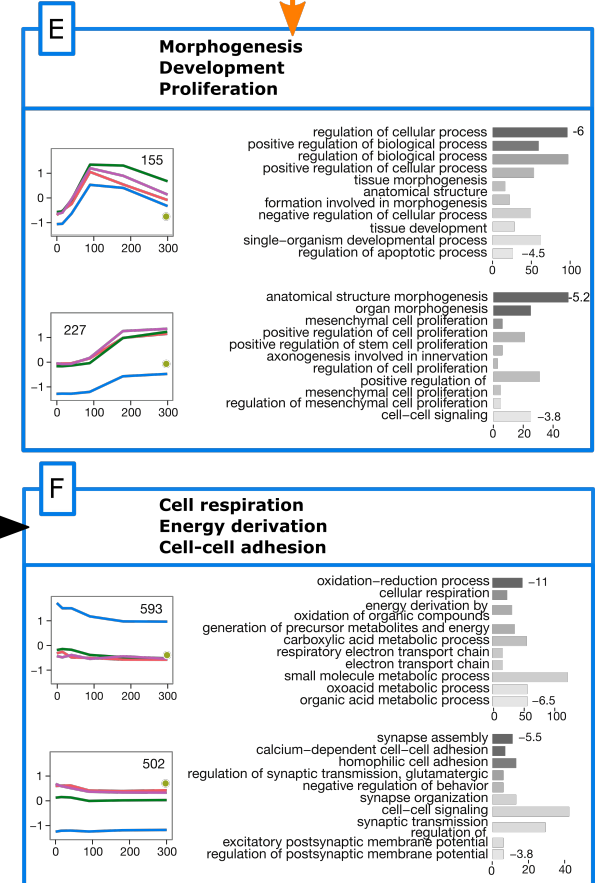 E
Morphogenesis
Development
Proliferation
155
1
0
−1
0 100 200 300
regulation of cellular process
−6
positive regulation of biological process
regulation of biological process
positive regulation of cellular process
tissue morphogenesis
anatomical structure
formation involved in morphogenesis
negative regulation of cellular process
tissue development
single−organism developmental process
regulation of apoptotic process
−4.5
0 50 100
227
1
0
−1
0 100 200 300
anatomical structure morphogenesis
−5.2
organ morphogenesis
mesenchymal cell proliferation
positive regulation of cell proliferation
positive regulation of stem cell proliferation
axonogenesis involved in innervation
regulation of cell proliferation
positive regulation of
mesenchymal cell proliferation
regulation of mesenchymal cell proliferation
cell−cell signaling
−3.8
0 20 40
F
Cell respiration
Energy derivation
Cell-cell adhesion
593
1
0
−1
0 100 200 300
oxidation−reduction process
−11
cellular respiration
energy derivation by
oxidation of organic compounds
generation of precursor metabolites and energy
carboxylic acid metabolic process
respiratory electron transport chain
electron transport chain
small molecule metabolic process
oxoacid metabolic process
organic acid metabolic process
−6.5
0 50 100
502
1
0
−1
0 100 200 300
synapse assembly
−5.5
calcium−dependent cell−cell adhesion
homophilic cell adhesion
regulation of synaptic transmission, glutamatergic
negative regulation of behavior
synapse organization
cell−cell signaling
synaptic transmission
regulation of
excitatory postsynaptic membrane potential
regulation of postsynaptic membrane potential
−3.8
0 20 40